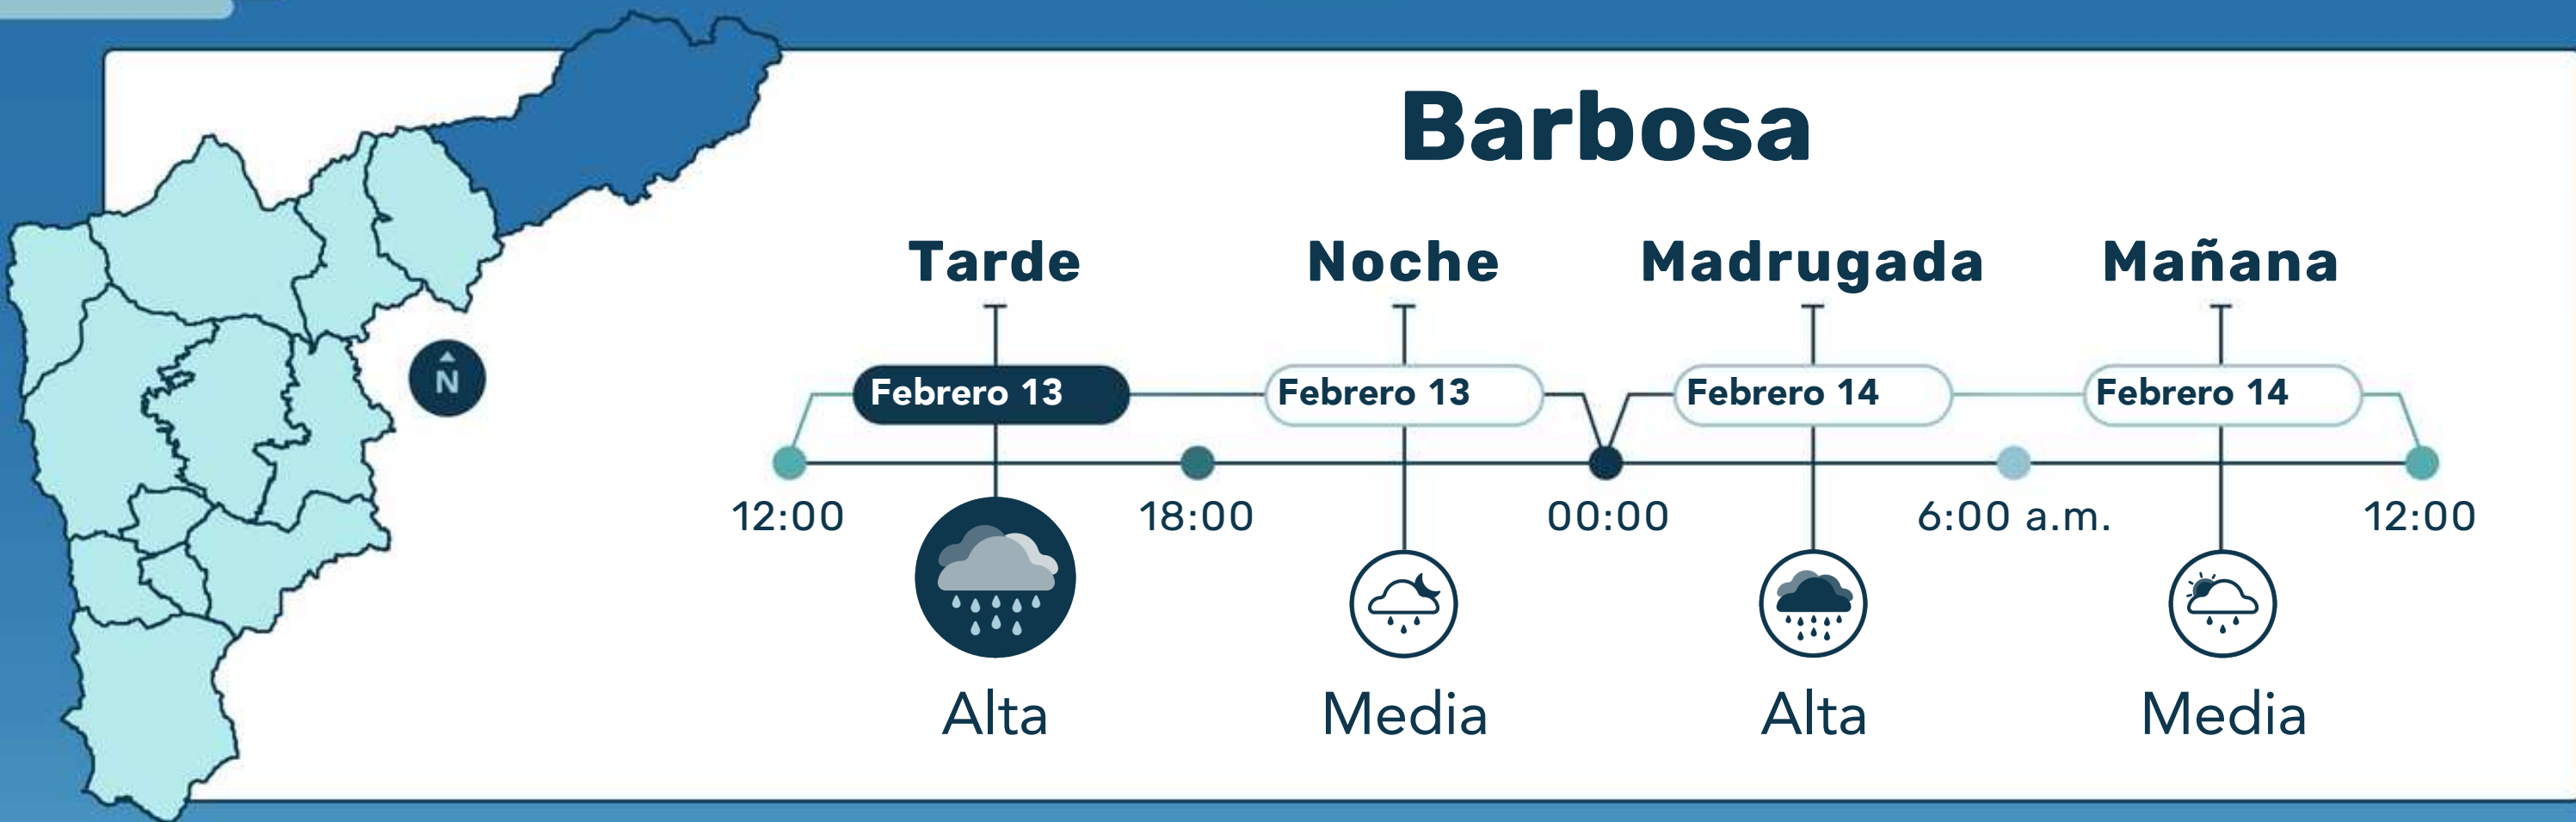 Barbosa
Tarde
Noche
Madrugada
Mañana
Febrero 13
Febrero 13
Febrero 14
Febrero 14
N
12:00
18:00
00:00
6:00 a.m.
12:00
Alta
Media
Alta
Media